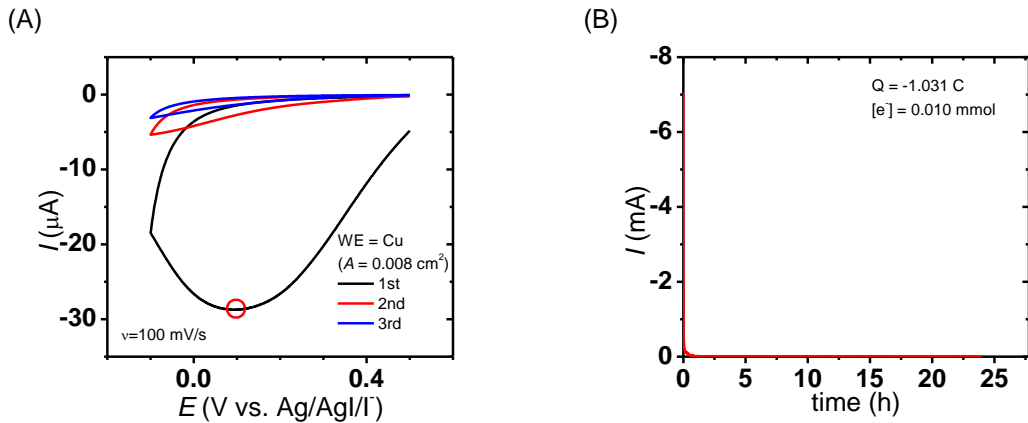 (A)
0
-10
-20
-30
I (μA)
WE = Cu
(A = 0.008 cm²)
1st
2nd
3rd
ν=100 mV/s
0.0
0.4
E (V vs. Ag/AgI/I⁻)
(B)
-8
-6
-4
-2
0
I (mA)
Q = -1.031 C
[e⁻] = 0.010 mmol
0
5
10
15
20
25
time (h)